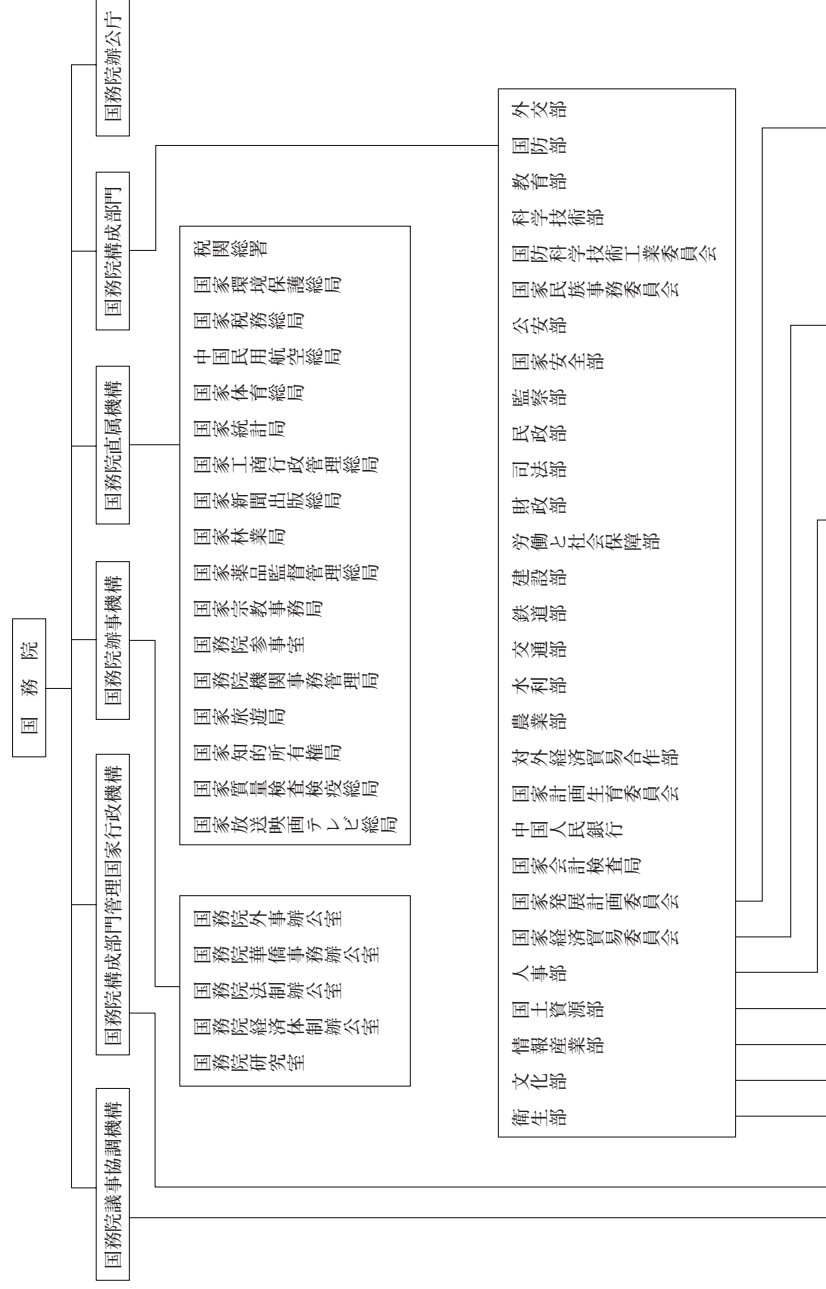 国務院
国務院辦公庁
国務院構成部門
国務院直属機構
国務院辦事機構
国務院構成部門管理国家行政機構
国務院議事協調機構
税関総署
国家環境保護総局
国家税務総局
中国民用航空総局
国家体育総局
国家統計局
国家工商行政管理総局
国家新聞出版総局
国家林業局
国家薬品監督管理総局
国家宗教事務局
国務院参事室
国務院機関事務管理局
国家旅遊局
国家知的所有権局
国家質量検査検疫総局
国家放送映画テレビ総局
国務院外事辦公室
国務院華僑事務辦公室
国務院法制辦公室
国務院経済体制辦公室
国務院研究室
外交部
国防部
教育部
科学技術部
国防科学技術工業委員会
国家民族事務委員会
公安部
国家安全部
監察部
民政部
司法部
財政部
労働と社会保障部
建設部
鉄道部
交通部
水利部
農業部
対外経済貿易合作部
国家計画生育委員会
中国人民銀行
国家会計検査局
国家発展計画委員会
国家経済貿易委員会
人事部
国土資源部
情報産業部
文化部
衛生部